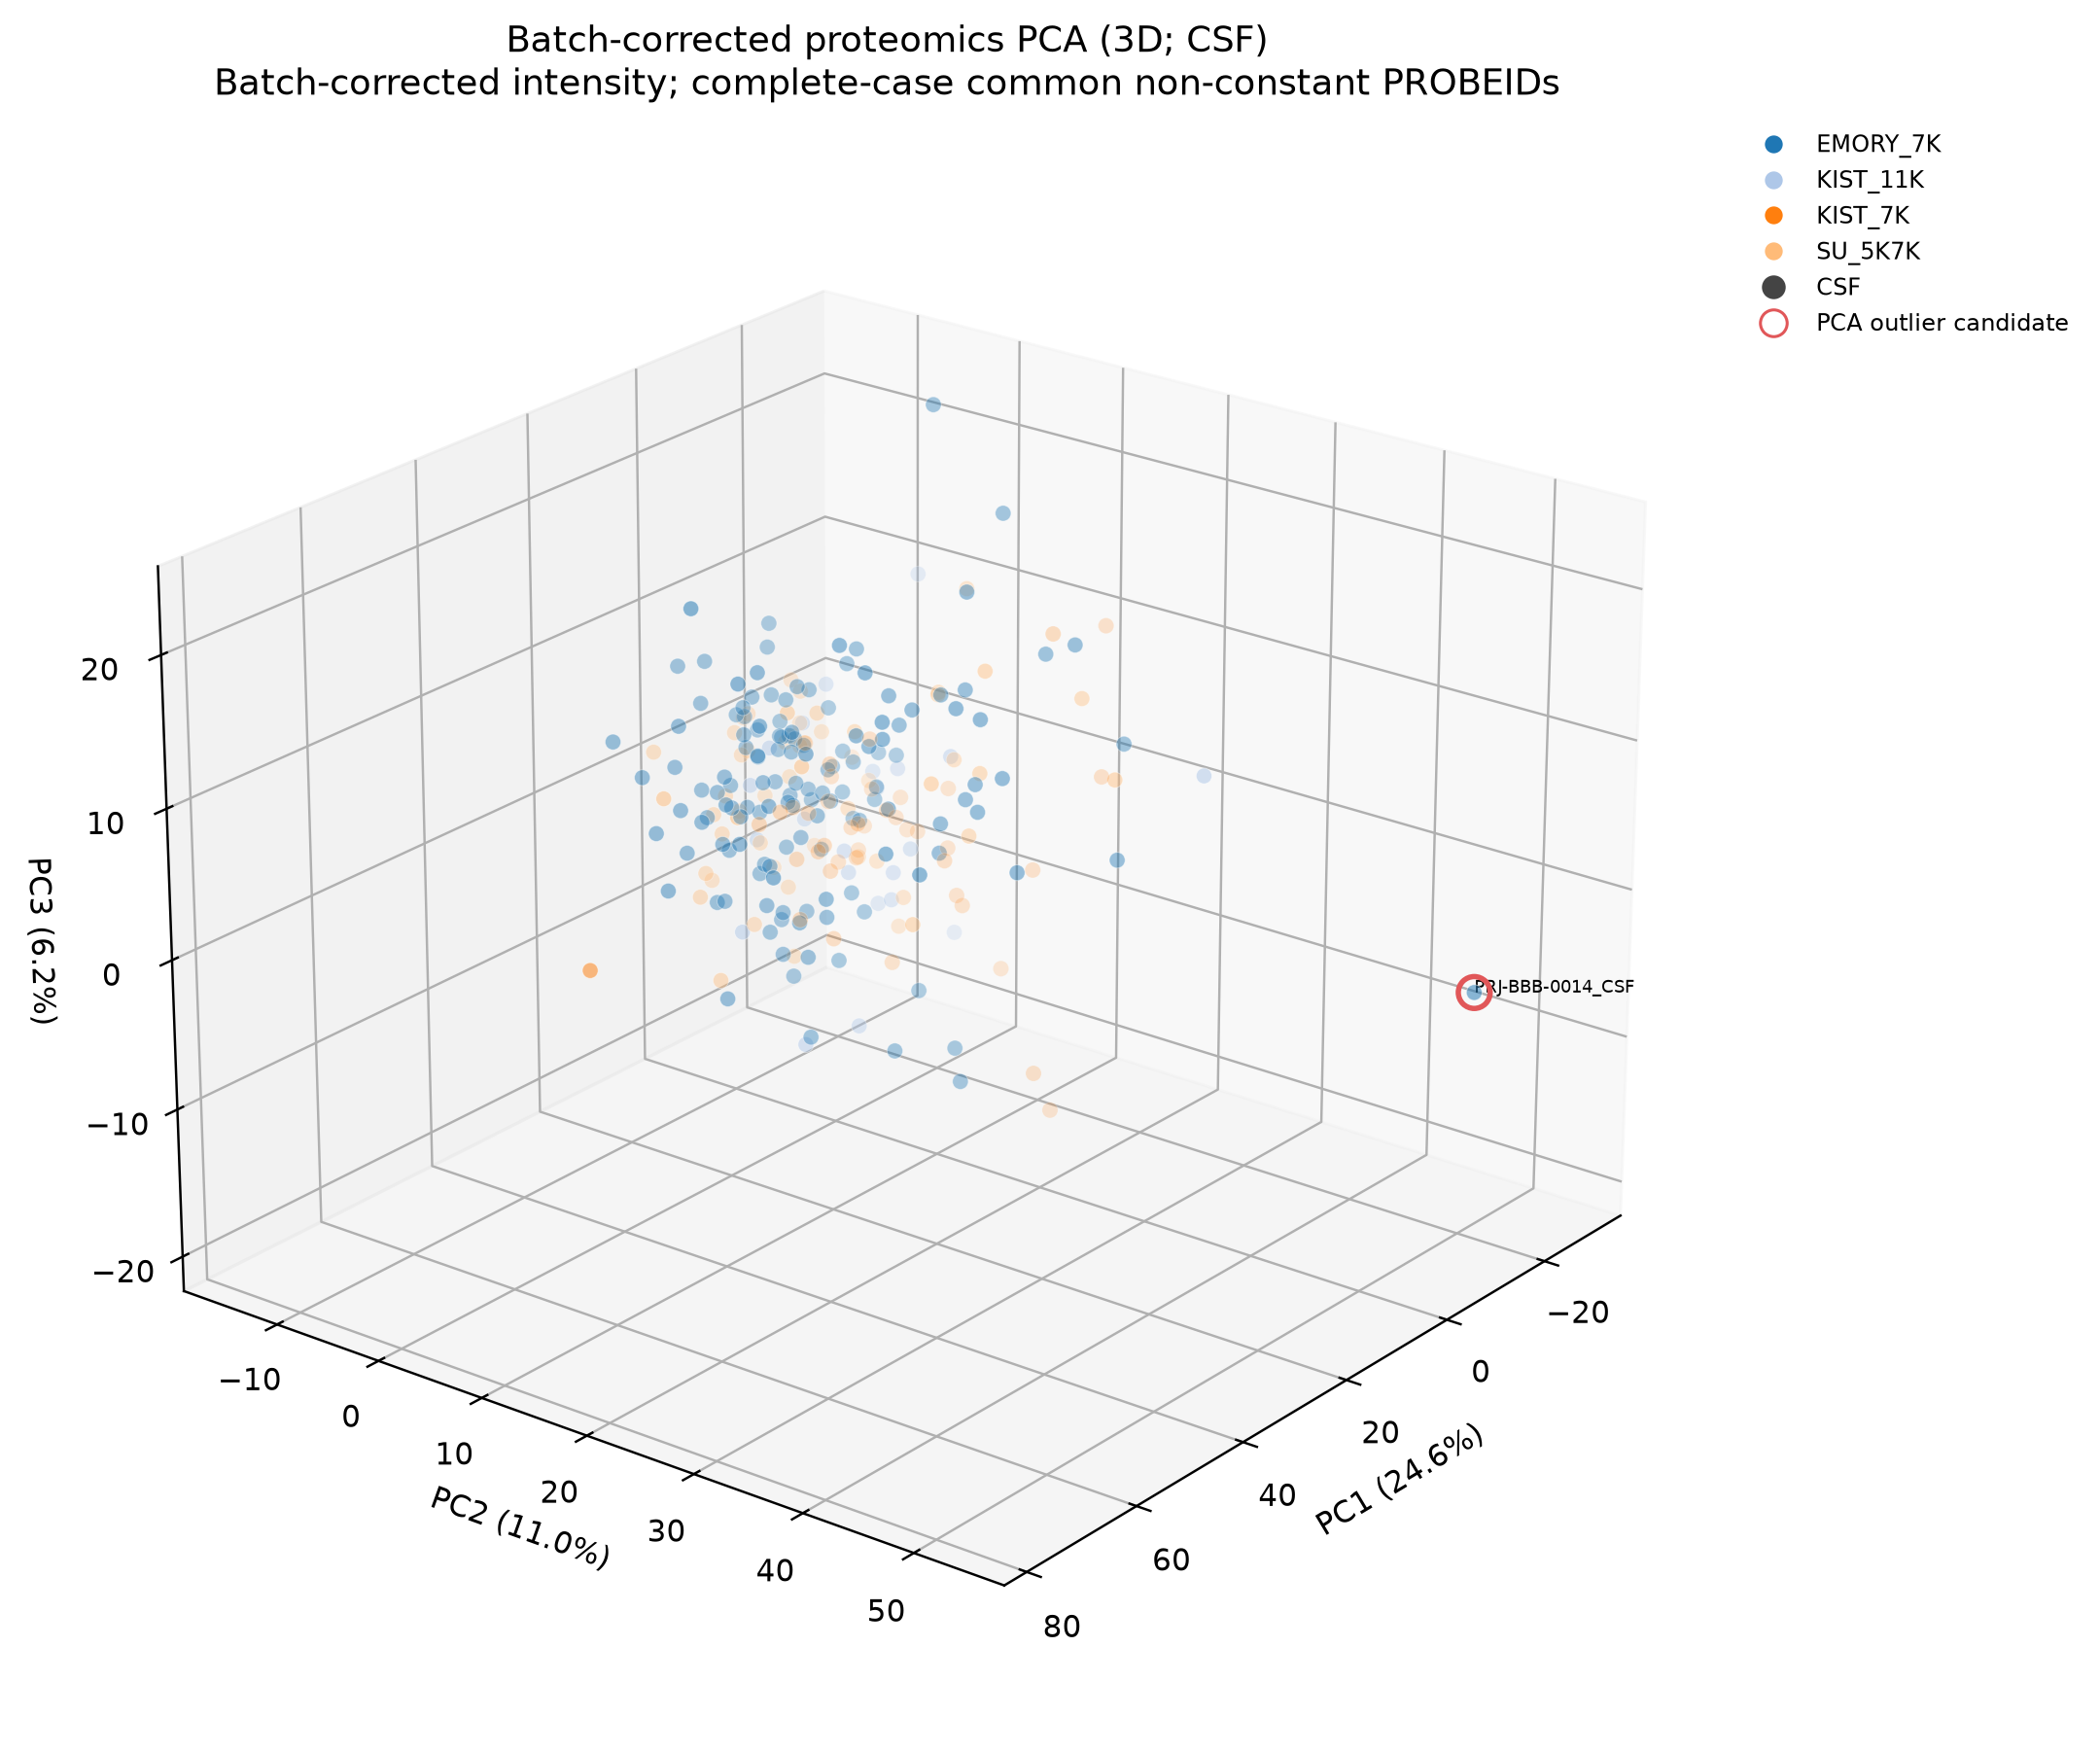 Batch-corrected proteomics PCA (3D; CSF)
Batch-corrected intensity; complete-case common non-constant PROBEIDs
EMORY_7K
KIST_11K
KIST_7K
SU_5K7K
CSF
PCA outlier candidate
20
10
0
−10
−20
PC3 (6.2%)
PRJ-BBB-0014_CSF
−10
0
10
20
30
40
50
PC2 (11.0%)
−20
0
20
40
60
80
PC1 (24.6%)